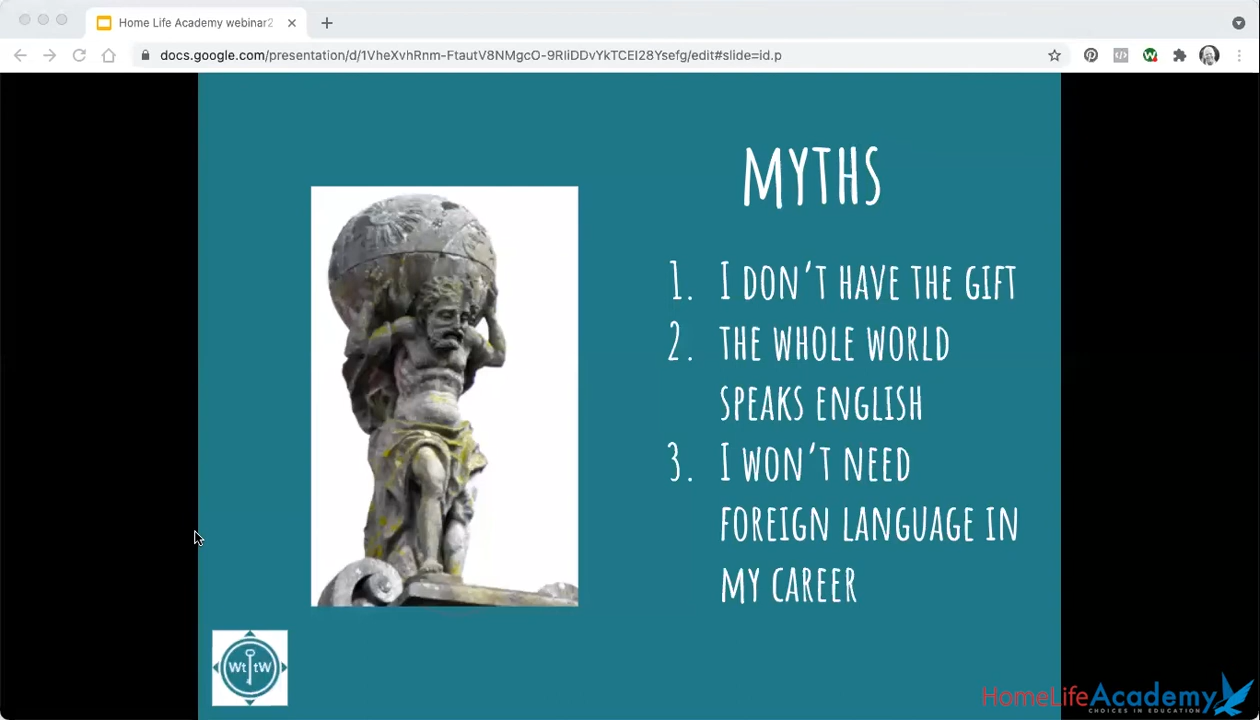 Home Life Academy webinar2
docs.google.com/presentation/d/1VheXvhRnm-FtautV8NMgcO-9RIiDDvYkTCEI28Ysefg/edit#slide=id.p
MYTHS
1. I DON'T HAVE THE GIFT
2. THE WHOLE WORLD
SPEAKS ENGLISH
3. I WON'T NEED
FOREIGN LANGUAGE IN
MY CAREER
WttW
HomeLifeAcademy
CHOICES IN EDUCATION